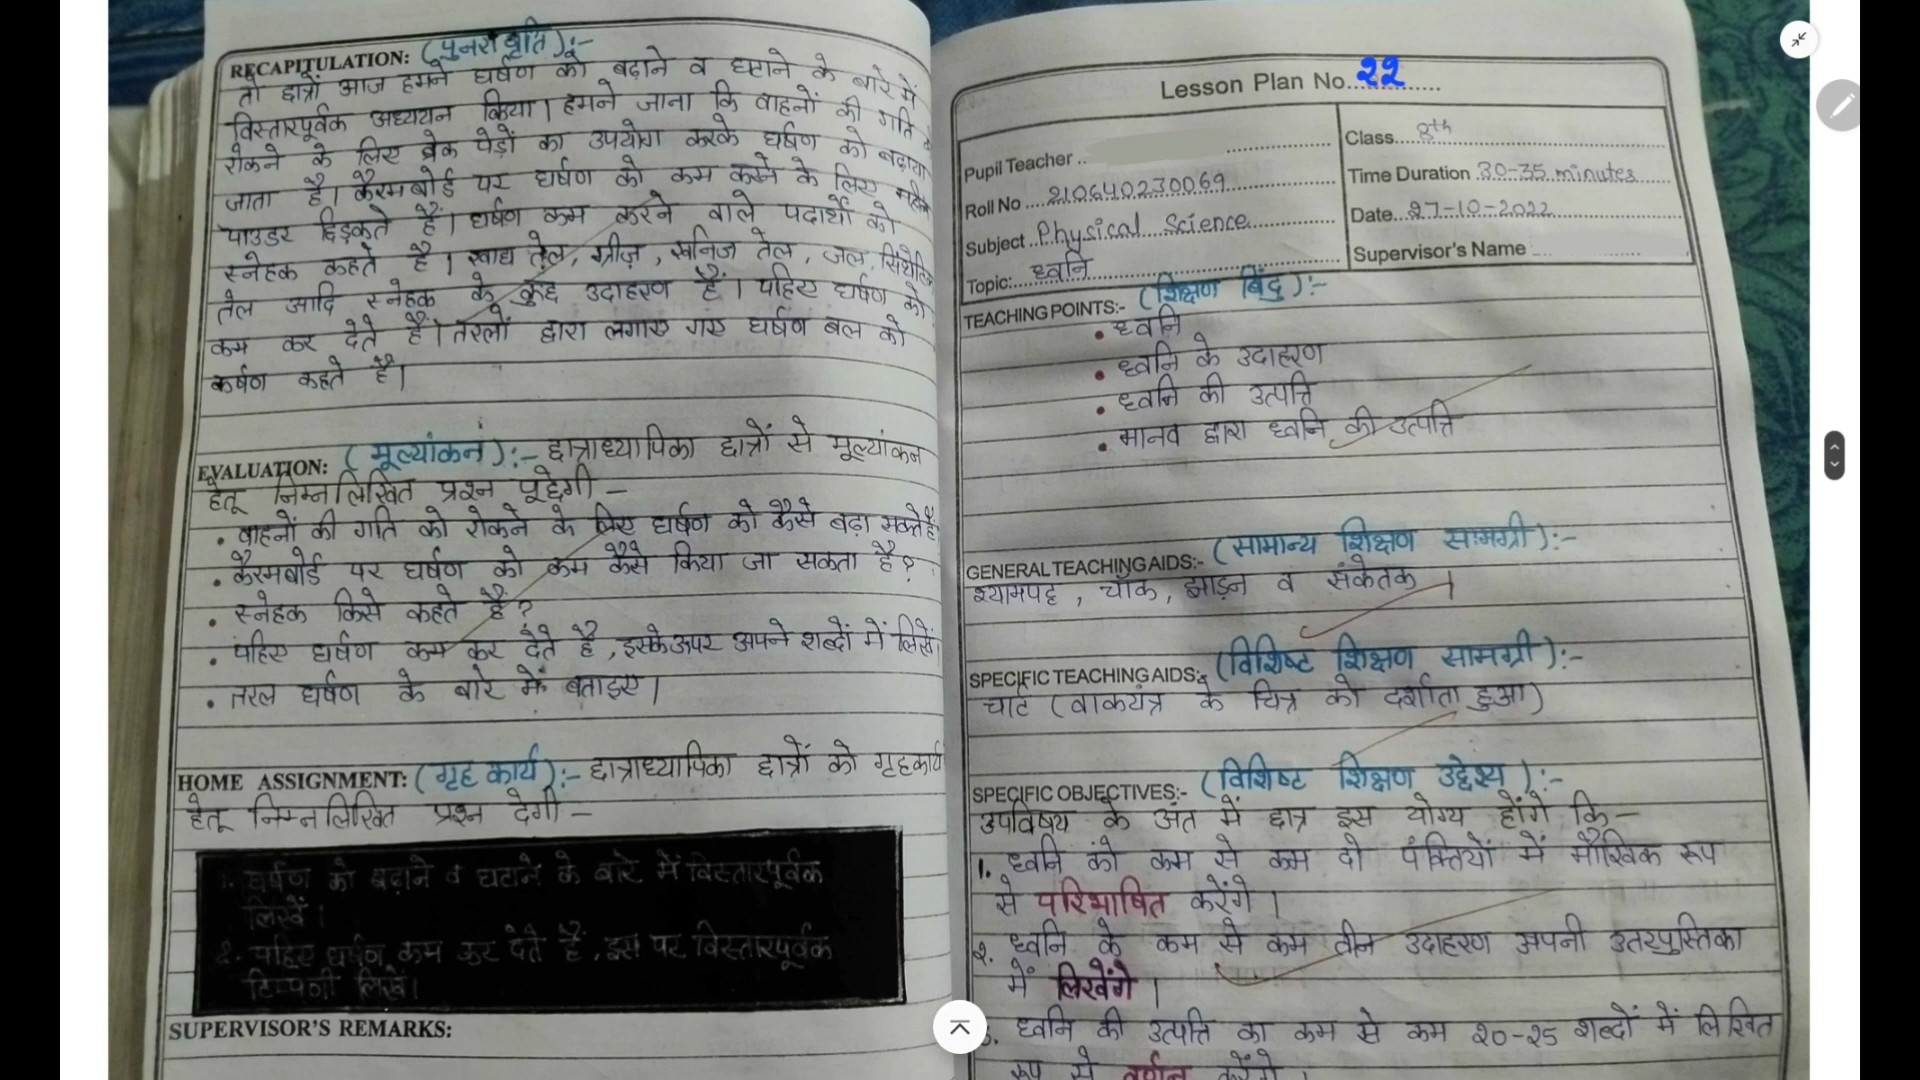 RECAPITULATION: (पुनरावृति):-
तो छात्रों आज हमने घर्षण को बढ़ाने व घटाने के बारे में
विस्तारपूर्वक अध्ययन किया। हमने जाना कि वाहनों की गति
रोकने के लिए ब्रेक पेड़ों का उपयोग करके घर्षण को बढ़ाया
जाता है। कैरमबोर्ड पर घर्षण को कम करने के लिए
पाउडर छिड़कते हैं। घर्षण कम करने वाले पदार्थों को
स्नेहक कहते है। खाद्य तेल, ग्रीज़, खनिज तेल, जल,
तेल आदि स्नेहक के कुछ उदाहरण हैं। पहिए घर्षण को
कम कर देते हैं। तरलों द्वारा लगाए गए घर्षण बल को
कर्षण कहते हैं।
EVALUATION: (मूल्यांकन):- छात्राध्यापिका छात्रों से मूल्यांकन
हेतू निम्नलिखित प्रश्न पूछेगी –
• वाहनों की गति को रोकने के लिए घर्षण को कैसे बढ़ा सकते हैं
• कैरमबोर्ड पर घर्षण को कम कैसे किया जा सकता है?
• स्नेहक किसे कहते हैं?
• पहिए घर्षण कम कर देते है, इसके ऊपर अपने शब्दों में लिखें।
• तरल घर्षण के बारे में बताइए।
HOME ASSIGNMENT: (गृह कार्य):- छात्राध्यापिका छात्रों को गृहकार्य
हेतू निम्नलिखित प्रश्न देगी –
1. घर्षण को बढ़ाने व घटाने के बारे में विस्तारपूर्वक
लिखें।
2. पहिए घर्षण कम कर देते हैं, इस पर विस्तारपूर्वक
टिप्पणी लिखें।
SUPERVISOR'S REMARKS:
Lesson Plan No. 22
Pupil Teacher
Roll No 210640230069
Subject Physical Science
Topic: ध्वनि
Class 8th
Time Duration 30-35 minutes
Date 27-10-2022
Supervisor's Name
TEACHING POINTS:- (शिक्षण बिंदु):-
• ध्वनि
• ध्वनि के उदाहरण
• ध्वनि की उत्पत्ति
• मानव द्वारा ध्वनि की उत्पत्ति
GENERAL TEACHING AIDS:- (सामान्य शिक्षण सामग्री):-
श्यामपट्ट, चॉक, झाड़न व संकेतक।
SPECIFIC TEACHING AIDS:- (विशिष्ट शिक्षण सामग्री):-
चार्ट (वाकयंत्र के चित्र को दर्शाता हुआ)
SPECIFIC OBJECTIVES:- (विशिष्ट शिक्षण उद्देश्य):-
उपविषय के अंत में छात्र इस योग्य होंगे कि –
1. ध्वनि को कम से कम दो पंक्तियों में मौखिक रूप
से परिभाषित करेंगे।
2. ध्वनि के कम से कम तीन उदाहरण अपनी उतरपुस्तिका
में लिखेंगे।
3. ध्वनि की उत्पत्ति का कम से कम 20-25 शब्दों में लिखित
रूप से वर्णन करेंगे।